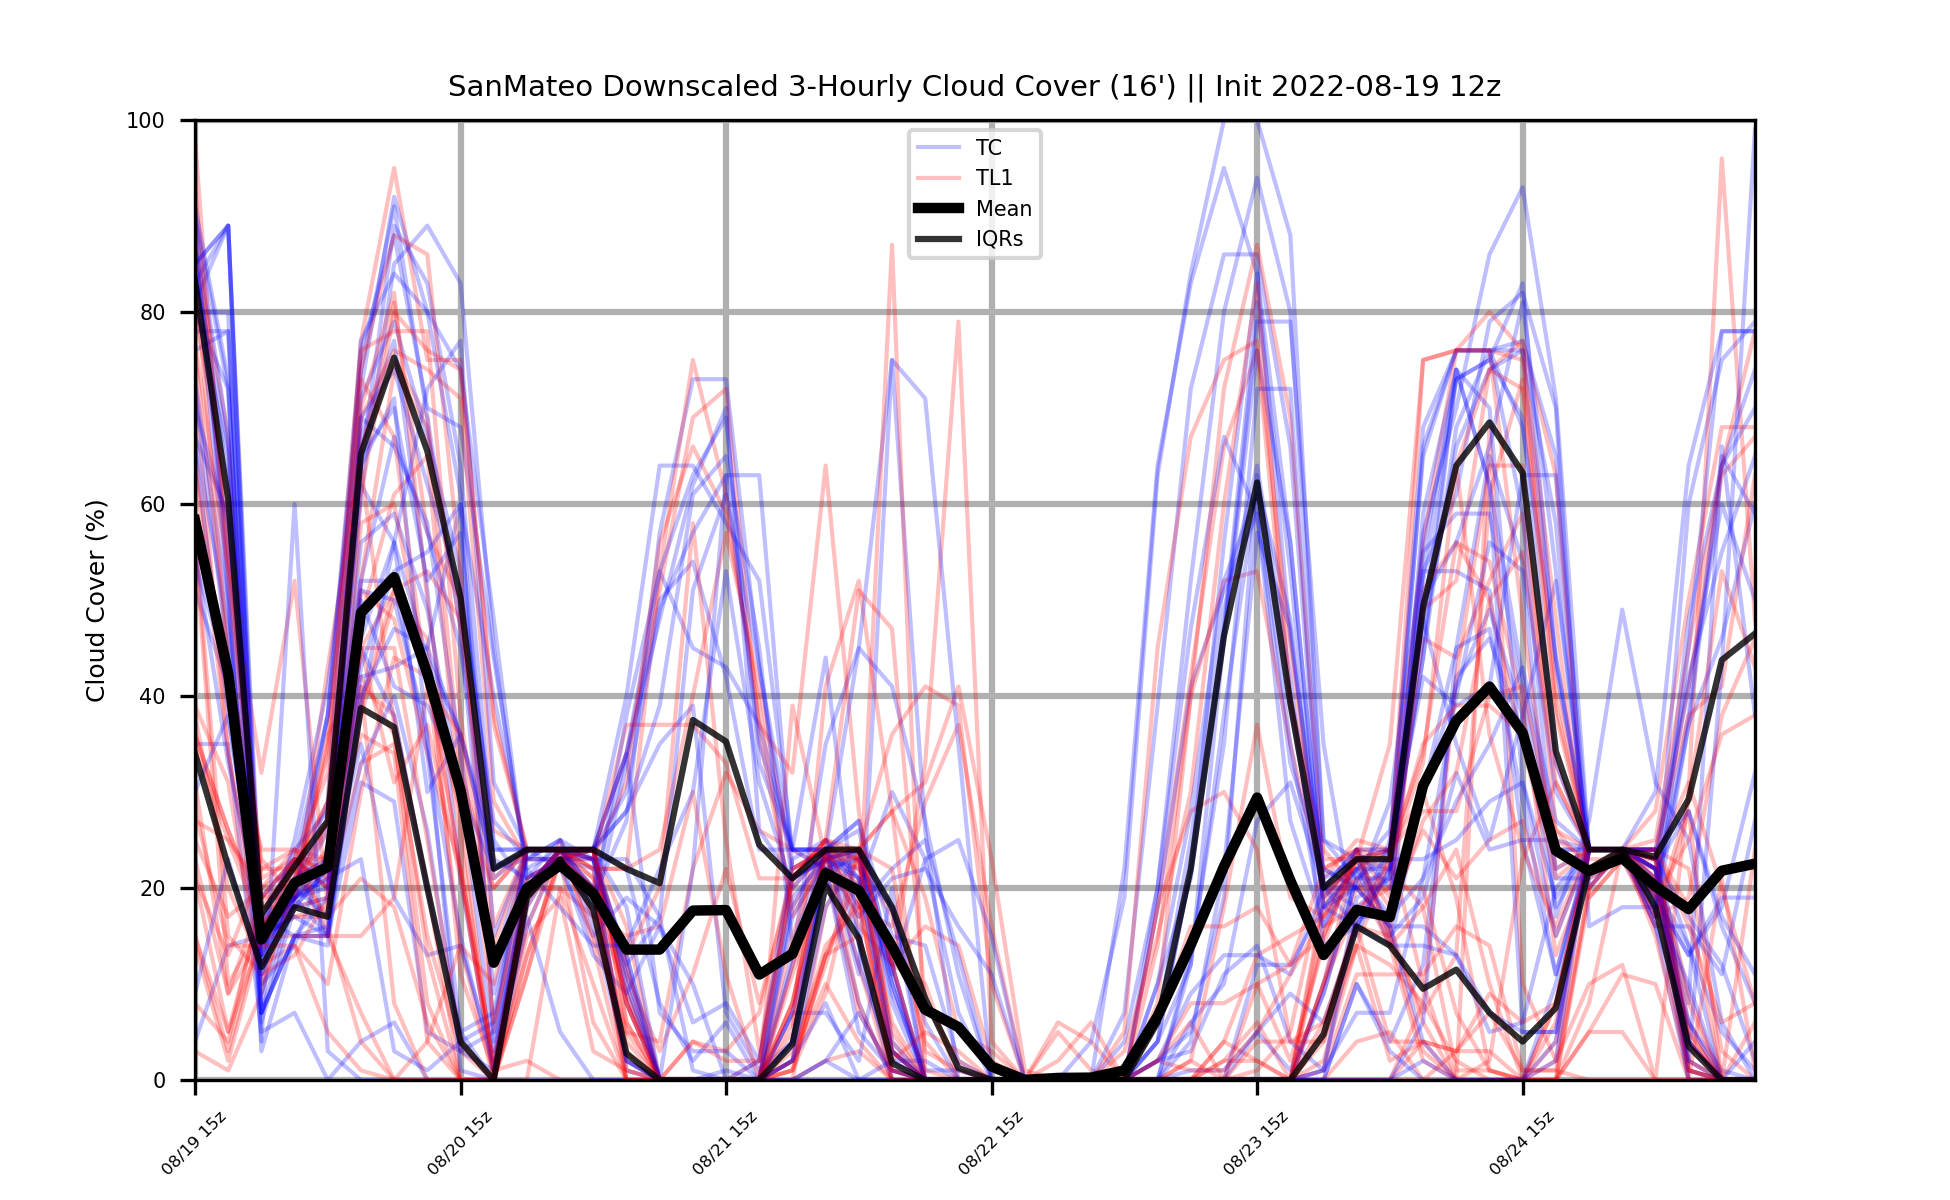 SanMateo Downscaled 3-Hourly Cloud Cover (16') || Init 2022-08-19 12z
TC
TL1
Mean
IQRs
Cloud Cover (%)
100
80
60
40
20
0
08/19 15z
08/20 15z
08/21 15z
08/22 15z
08/23 15z
08/24 15z